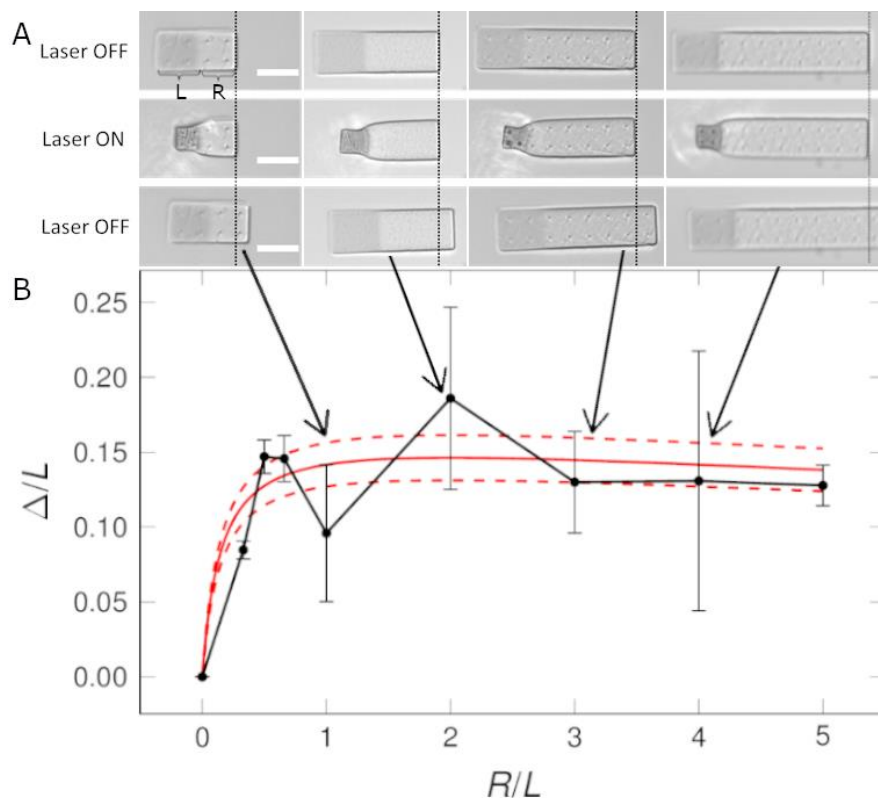 A
Laser OFF
L R
Laser ON
Laser OFF
B
0.25
0.20
0.15
0.10
0.05
0.00
Δ/L
0 1 2 3 4 5
R/L